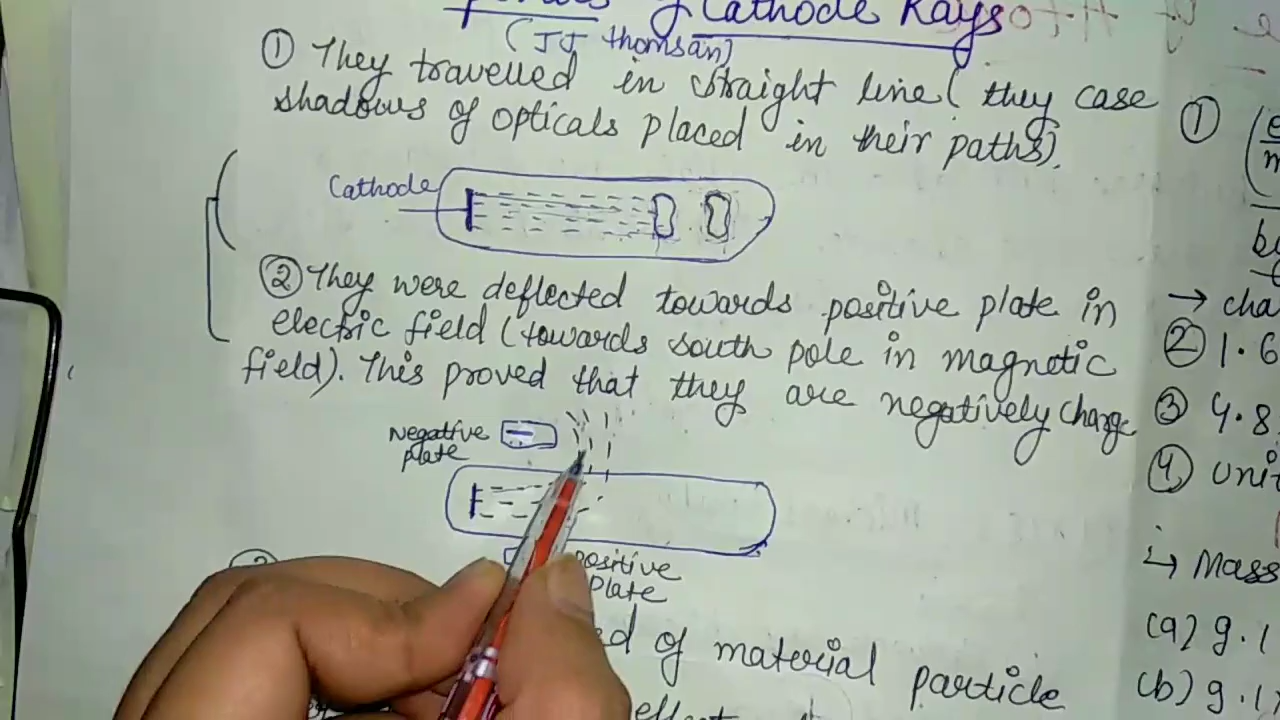 of Cathode Rays
(JJ thomsan)
① They travelled in straight line ( they case
shadows of opticals placed in their paths).
Cathode
② They were deflected towards positive plate in
electric field (towards south pole in magnetic
field). This proved that they are negatively charge
Negative
plate
positive
Plate
of material particle
effect
①
e
m
→ cha
② 1.6
③ 4.8
④ Uni
↳ Mass
(a) 9.1
(b) 9.1